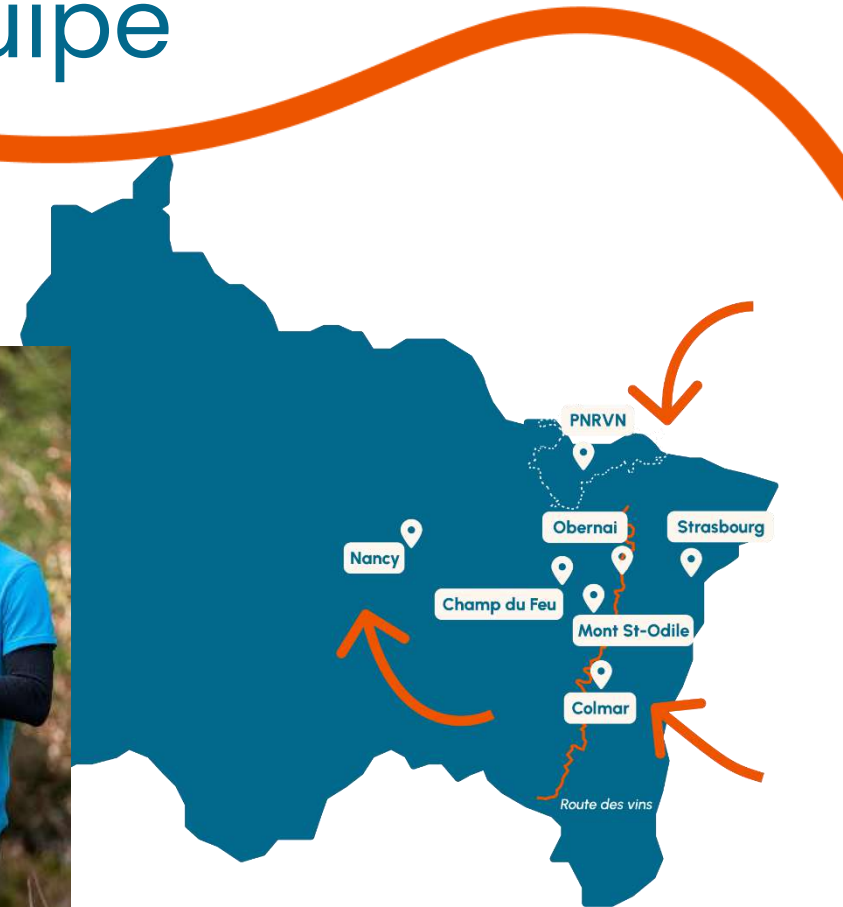 uipe
PNRVN
Obernai
Strasbourg
Nancy
Champ du Feu
Mont St-Odile
Colmar
Route des vins